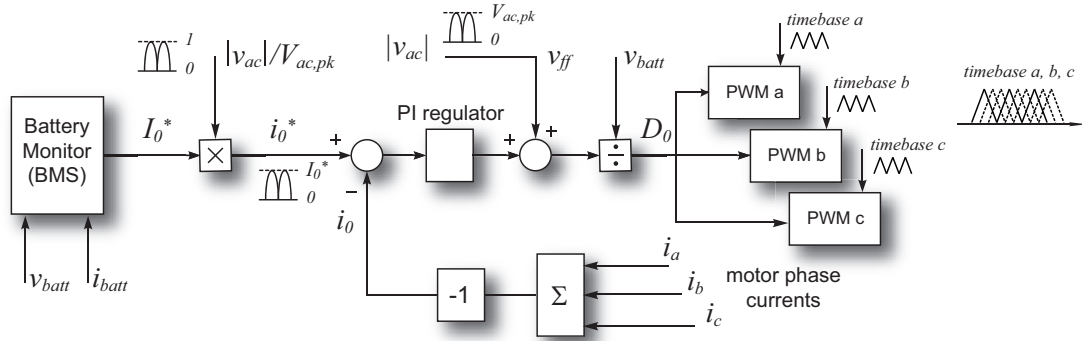 timebase a
1
0
|v_ac|/V_ac,pk
V_ac,pk
0
|v_ac|
v_ff
v_batt
PWM a
timebase b
timebase a, b, c
Battery
Monitor
(BMS)
I_0^*
×
i_0^*
+
PI regulator
+
+
÷
D_0
PWM b
timebase c
I_0^*
0
−
i_0
PWM c
v_batt
i_batt
-1
Σ
i_a
i_b
i_c
motor phase
currents